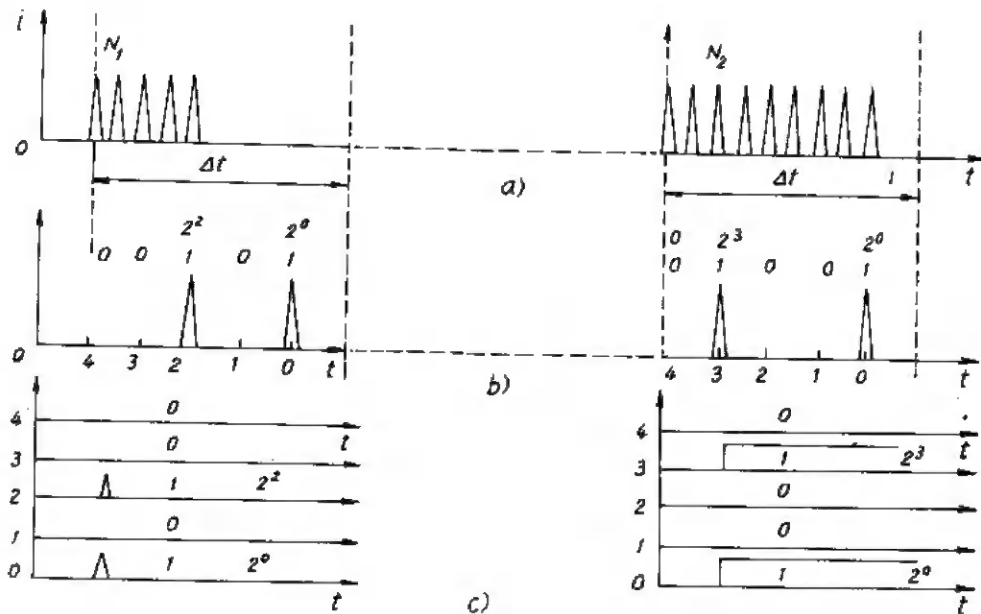 i
N₁
N₂
0
Δt
a)
Δt
1
t
2² 2⁰
0 0 1 0 1
0 2³ 2⁰
0 1 0 0 1
0
4 3 2 1 0 t
b)
4 3 2 1 0 t
4 0 t
3 0
2 1 2²
1 0
0 1 2⁰
t
4 0 t
3 1 2³
2 0
1 0
0 1 2⁰
t
c)